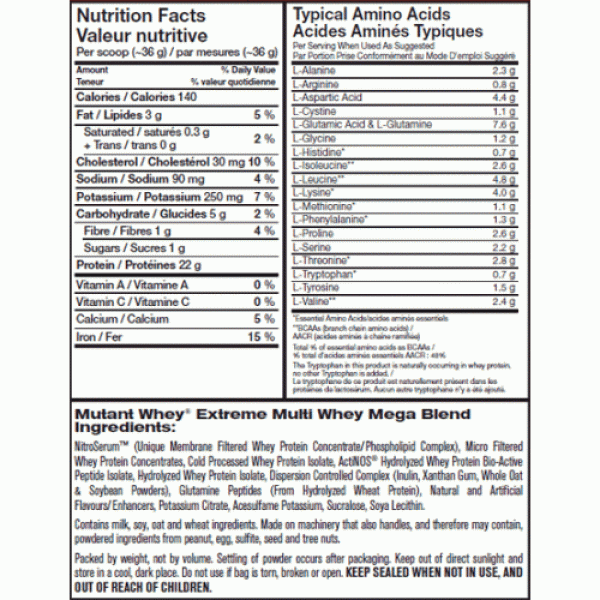 Nutrition Facts
Valeur nutritive
Per scoop (~36 g) / par mesures (~36 g)
Amount % Daily Value
Teneur % valeur quotidienne
Calories / Calories 140
Fat / Lipides 3 g 5 %
Saturated / saturés 0.3 g
+ Trans / trans 0 g 2 %
Cholesterol / Cholestérol 30 mg 10 %
Sodium / Sodium 90 mg 4 %
Potassium / Potassium 250 mg 7 %
Carbohydrate / Glucides 5 g 2 %
Fibre / Fibres 1 g 4 %
Sugars / Sucres 1 g
Protein / Protéines 22 g
Vitamin A / Vitamine A 0 %
Vitamin C / Vitamine C 0 %
Calcium / Calcium 5 %
Iron / Fer 15 %
Typical Amino Acids
Acides Aminés Typiques
Per Serving When Used As Suggested
Par Portion Prise Conformément au Mode D'emploi Suggéré
L-Alanine 2.3 g
L-Arginine 0.8 g
L-Aspartic Acid 4.4 g
L-Cystine 1.1 g
L-Glutamic Acid & L-Glutamine 7.6 g
L-Glycine 1.2 g
L-Histidine* 0.7 g
L-Isoleucine** 2.6 g
L-Leucine** 4.8 g
L-Lysine* 4.0 g
L-Methionine* 1.1 g
L-Phenylalanine* 1.3 g
L-Proline 2.6 g
L-Serine 2.2 g
L-Threonine* 2.8 g
L-Tryptophan* 0.7 g
L-Tyrosine 1.5 g
L-Valine** 2.4 g
*Essential Amino Acids/acides aminés essentiels
**BCAAs (branch chain amino acids) /
AACR (acides aminés à chaîne ramifiée)
Total % of essential amino acids as BCAAs /
% total d'acides aminés essentiels AACR : 48%
The Tryptophan in this product is naturally occurring in whey protein,
no other Tryptophan is added. /
La tryptophane de ce produit est naturellement présent dans les
protéines de lactosérum. Aucun autre tryptophane n'y a été ajouté.
Mutant Whey® Extreme Multi Whey Mega Blend
Ingredients:
NitroSerum™ (Unique Membrane Filtered Whey Protein Concentrate/Phospholipid Complex), Micro Filtered
Whey Protein Concentrates, Cold Processed Whey Protein Isolate, ActiNOS® Hydrolyzed Whey Protein Bio-Active
Peptide Isolate, Hydrolyzed Whey Protein Isolate, Dispersion Controlled Complex (Inulin, Xanthan Gum, Whole Oat
& Soybean Powders), Glutamine Peptides (From Hydrolyzed Wheat Protein), Natural and Artificial
Flavours/Enhancers, Potassium Citrate, Acesulfame Potassium, Sucralose, Soya Lecithin.
Contains milk, soy, oat and wheat ingredients. Made on machinery that also handles, and therefore may contain,
powdered ingredients from peanut, egg, sulfite, seed and tree nuts.
Packed by weight, not by volume. Settling of powder occurs after packaging. Keep out of direct sunlight and
store in a cool, dark place. Do not use if bag is torn, broken or open. KEEP SEALED WHEN NOT IN USE, AND
OUT OF REACH OF CHILDREN.